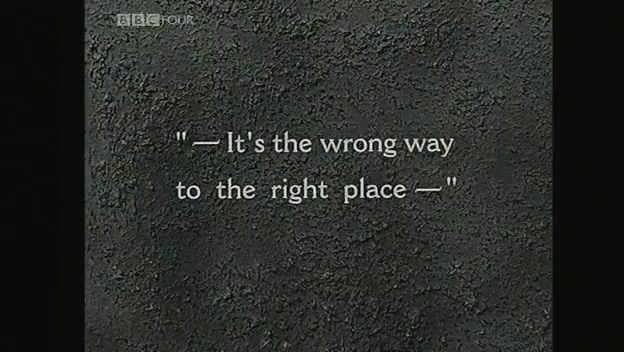 BBC FOUR
"— It's the wrong way
to the right place —"